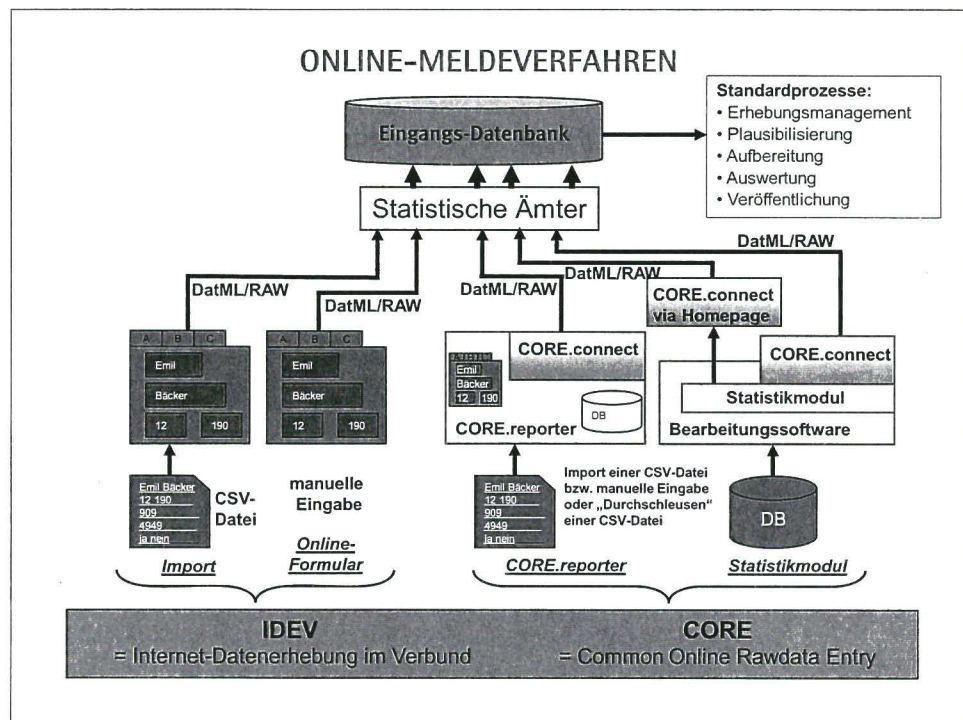 ONLINE-MELDEVERFAHREN
Eingangs-Datenbank
Standardprozesse:
• Erhebungsmanagement
• Plausibilisierung
• Aufbereitung
• Auswertung
• Veröffentlichung
Statistische Ämter
DatML/RAW
DatML/RAW
DatML/RAW
DatML/RAW
DatML/RAW
A B C
Emil
Bäcker
12 190
A B C
Emil
Bäcker
12 190
A B C
Emil
Bäcker
12 190
CORE.connect
CORE.reporter
DB
CORE.connect
via Homepage
CORE.connect
Statistikmodul
Bearbeitungssoftware
Emil Bäcker
12 190
909
4949
ja nein
CSV-
Datei
manuelle
Eingabe
Emil Bäcker
12 190
909
4949
ja nein
Import einer CSV-Datei
bzw. manuelle Eingabe
oder „Durchschleusen"
einer CSV-Datei
DB
Import
Online-
Formular
CORE.reporter
Statistikmodul
IDEV
= Internet-Datenerhebung im Verbund
CORE
= Common Online Rawdata Entry